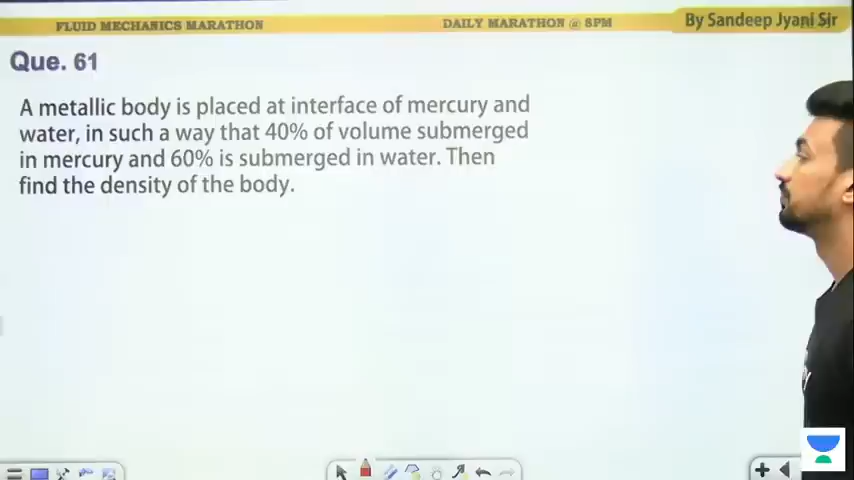 FLUID MECHANICS MARATHON
DAILY MARATHON @ 8PM
By Sandeep Jyani Sir
Que. 61
A metallic body is placed at interface of mercury and
water, in such a way that 40% of volume submerged
in mercury and 60% is submerged in water. Then
find the density of the body.